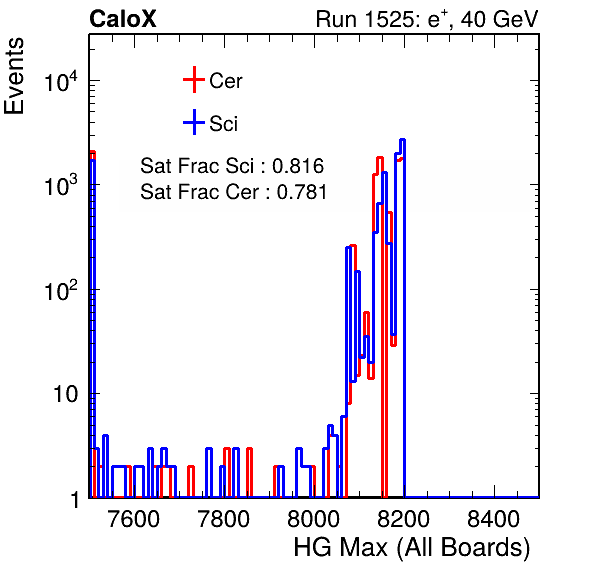 CaloX Run 1525: e⁺, 40 GeV
Events
Cer
Sci
Sat Frac Sci : 0.816
Sat Frac Cer : 0.781
10⁴
10³
10²
10
1
7600 7800 8000 8200 8400
HG Max (All Boards)